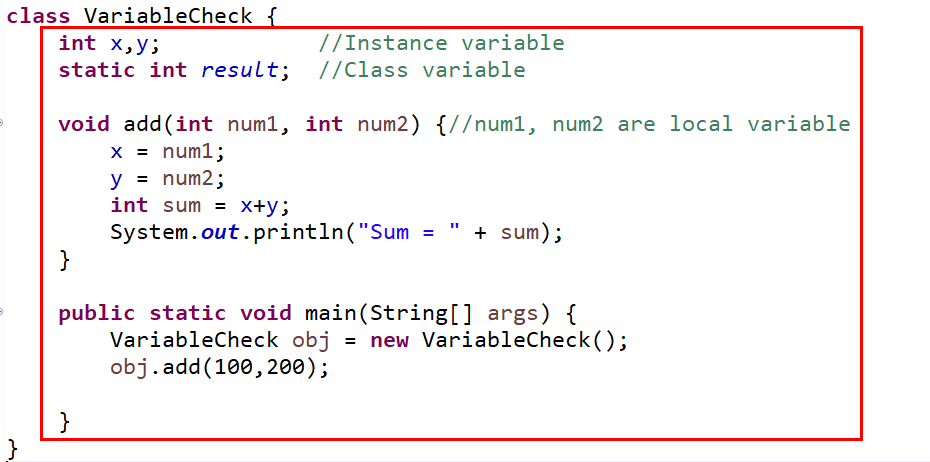 class VariableCheck {
    int x,y;            //Instance variable
    static int result;  //Class variable
    void add(int num1, int num2) {//num1, num2 are local variable
        x = num1;
        y = num2;
        int sum = x+y;
        System.out.println("Sum = " + sum);
    }
    public static void main(String[] args) {
        VariableCheck obj = new VariableCheck();
        obj.add(100,200);
    }
}